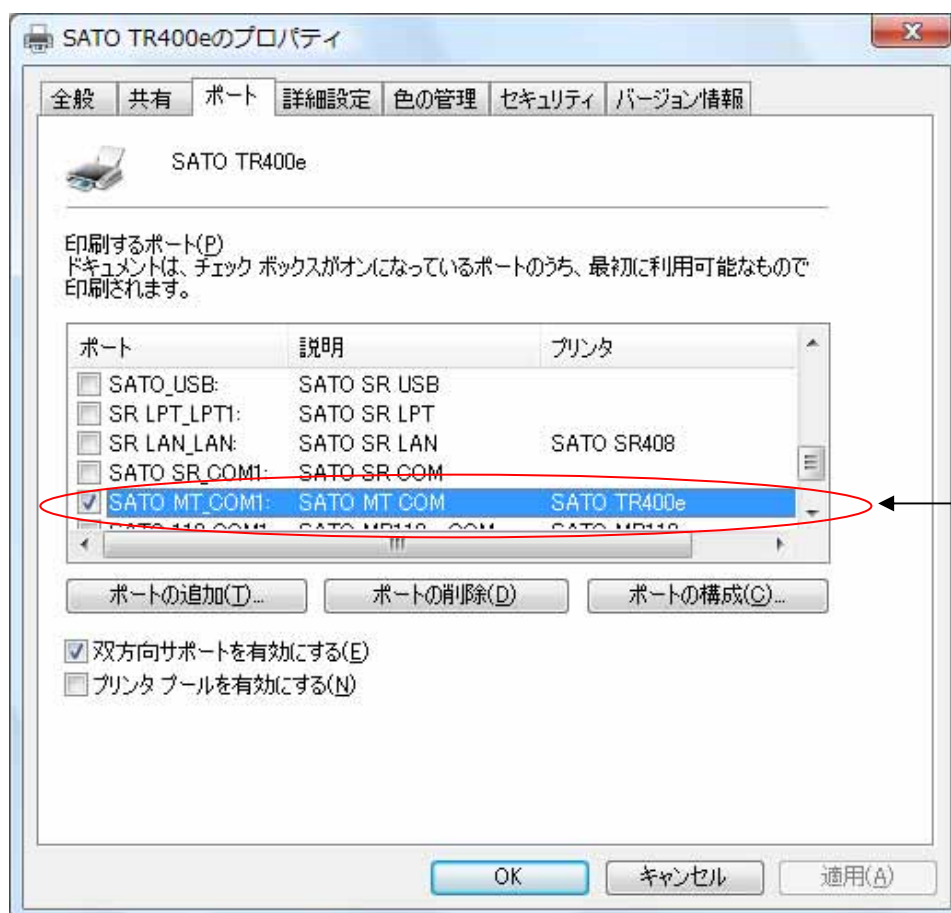 SATO TR400eのプロパティ
全般 共有 ポート 詳細設定 色の管理 セキュリティ バージョン情報
SATO TR400e
印刷するポート(P)
ドキュメントは、チェック ボックスがオンになっているポートのうち、最初に利用可能なもので
印刷されます。
ポート 説明 プリンタ
SATO_USB: SATO SR USB
SR LPT_LPT1: SATO SR LPT
SR LAN_LAN: SATO SR LAN SATO SR408
SATO SR_COM1: SATO SR COM
SATO MT_COM1: SATO MT COM SATO TR400e
ポートの追加(T)... ポートの削除(D) ポートの構成(C)...
双方向サポートを有効にする(E)
プリンタ プールを有効にする(N)
OK キャンセル 適用(A)